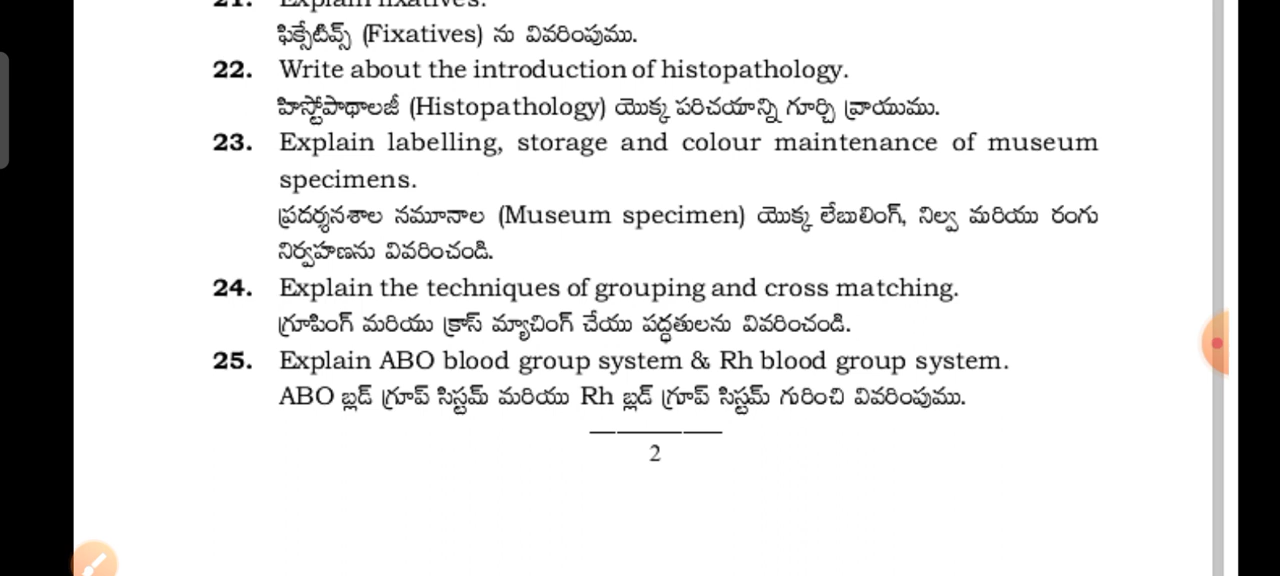 21. Explain fixatives.
ఫిక్సేటివ్స్ (Fixatives) ను వివరింపుము.
22. Write about the introduction of histopathology.
హిస్టోపాథాలజీ (Histopathology) యొక్క పరిచయాన్ని గూర్చి వ్రాయుము.
23. Explain labelling, storage and colour maintenance of museum
specimens.
ప్రదర్శనశాల నమూనాల (Museum specimen) యొక్క లేబులింగ్, నిల్వ మరియు రంగు
నిర్వహణను వివరించండి.
24. Explain the techniques of grouping and cross matching.
గ్రూపింగ్ మరియు క్రాస్ మ్యాచింగ్ చేయు పద్ధతులను వివరించండి.
25. Explain ABO blood group system & Rh blood group system.
ABO బ్లడ్ గ్రూప్ సిస్టమ్ మరియు Rh బ్లడ్ గ్రూప్ సిస్టమ్ గురించి వివరింపుము.
2